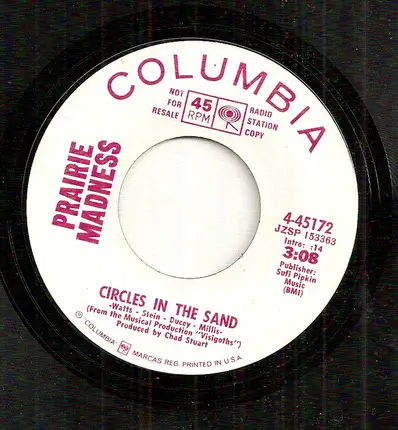 COLUMBIA
NOT FOR RESALE
45 RPM
RADIO STATION COPY
PRAIRIE MADNESS
4-45172
JZSP 153363
Intro: :14
3:08
Publisher:
Sufi Pipkin
Music
(BMI)
CIRCLES IN THE SAND
-Watts - Slein - Ducey - Millis-
(From the Musical Production "Visigoths")
Produced by Chad Stuart
℗ "COLUMBIA" MARCAS REG. PRINTED IN U.S.A